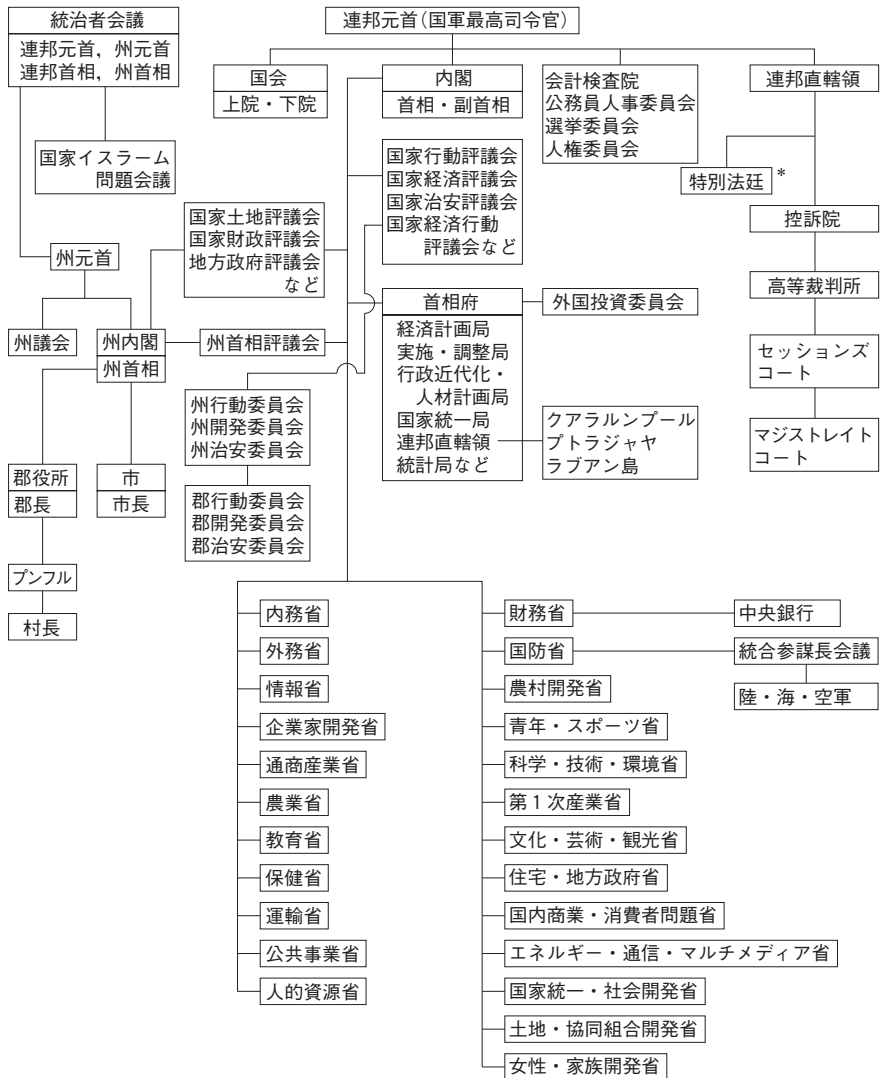 統治者会議
連邦元首，州元首
連邦首相，州首相
国家イスラーム
問題会議
連邦元首（国軍最高司令官）
国会
上院・下院
内閣
首相・副首相
会計検査院
公務員人事委員会
選挙委員会
人権委員会
連邦直轄領
特別法廷*
控訴院
高等裁判所
セッションズ
コート
マジストレイト
コート
国家行動評議会
国家経済評議会
国家治安評議会
国家経済行動
評議会など
国家土地評議会
国家財政評議会
地方政府評議会
など
州元首
州議会
州内閣
州首相
州首相評議会
首相府
経済計画局
実施・調整局
行政近代化・
人材計画局
国家統一局
連邦直轄領
統計局など
外国投資委員会
クアラルンプール
プトラジャヤ
ラブアン島
州行動委員会
州開発委員会
州治安委員会
郡行動委員会
郡開発委員会
郡治安委員会
郡役所
郡長
市
市長
プンフル
村長
内務省
外務省
情報省
企業家開発省
通商産業省
農業省
教育省
保健省
運輸省
公共事業省
人的資源省
財務省
中央銀行
国防省
統合参謀長会議
陸・海・空軍
農村開発省
青年・スポーツ省
科学・技術・環境省
第1次産業省
文化・芸術・観光省
住宅・地方政府省
国内商業・消費者問題省
エネルギー・通信・マルチメディア省
国家統一・社会開発省
土地・協同組合開発省
女性・家族開発省